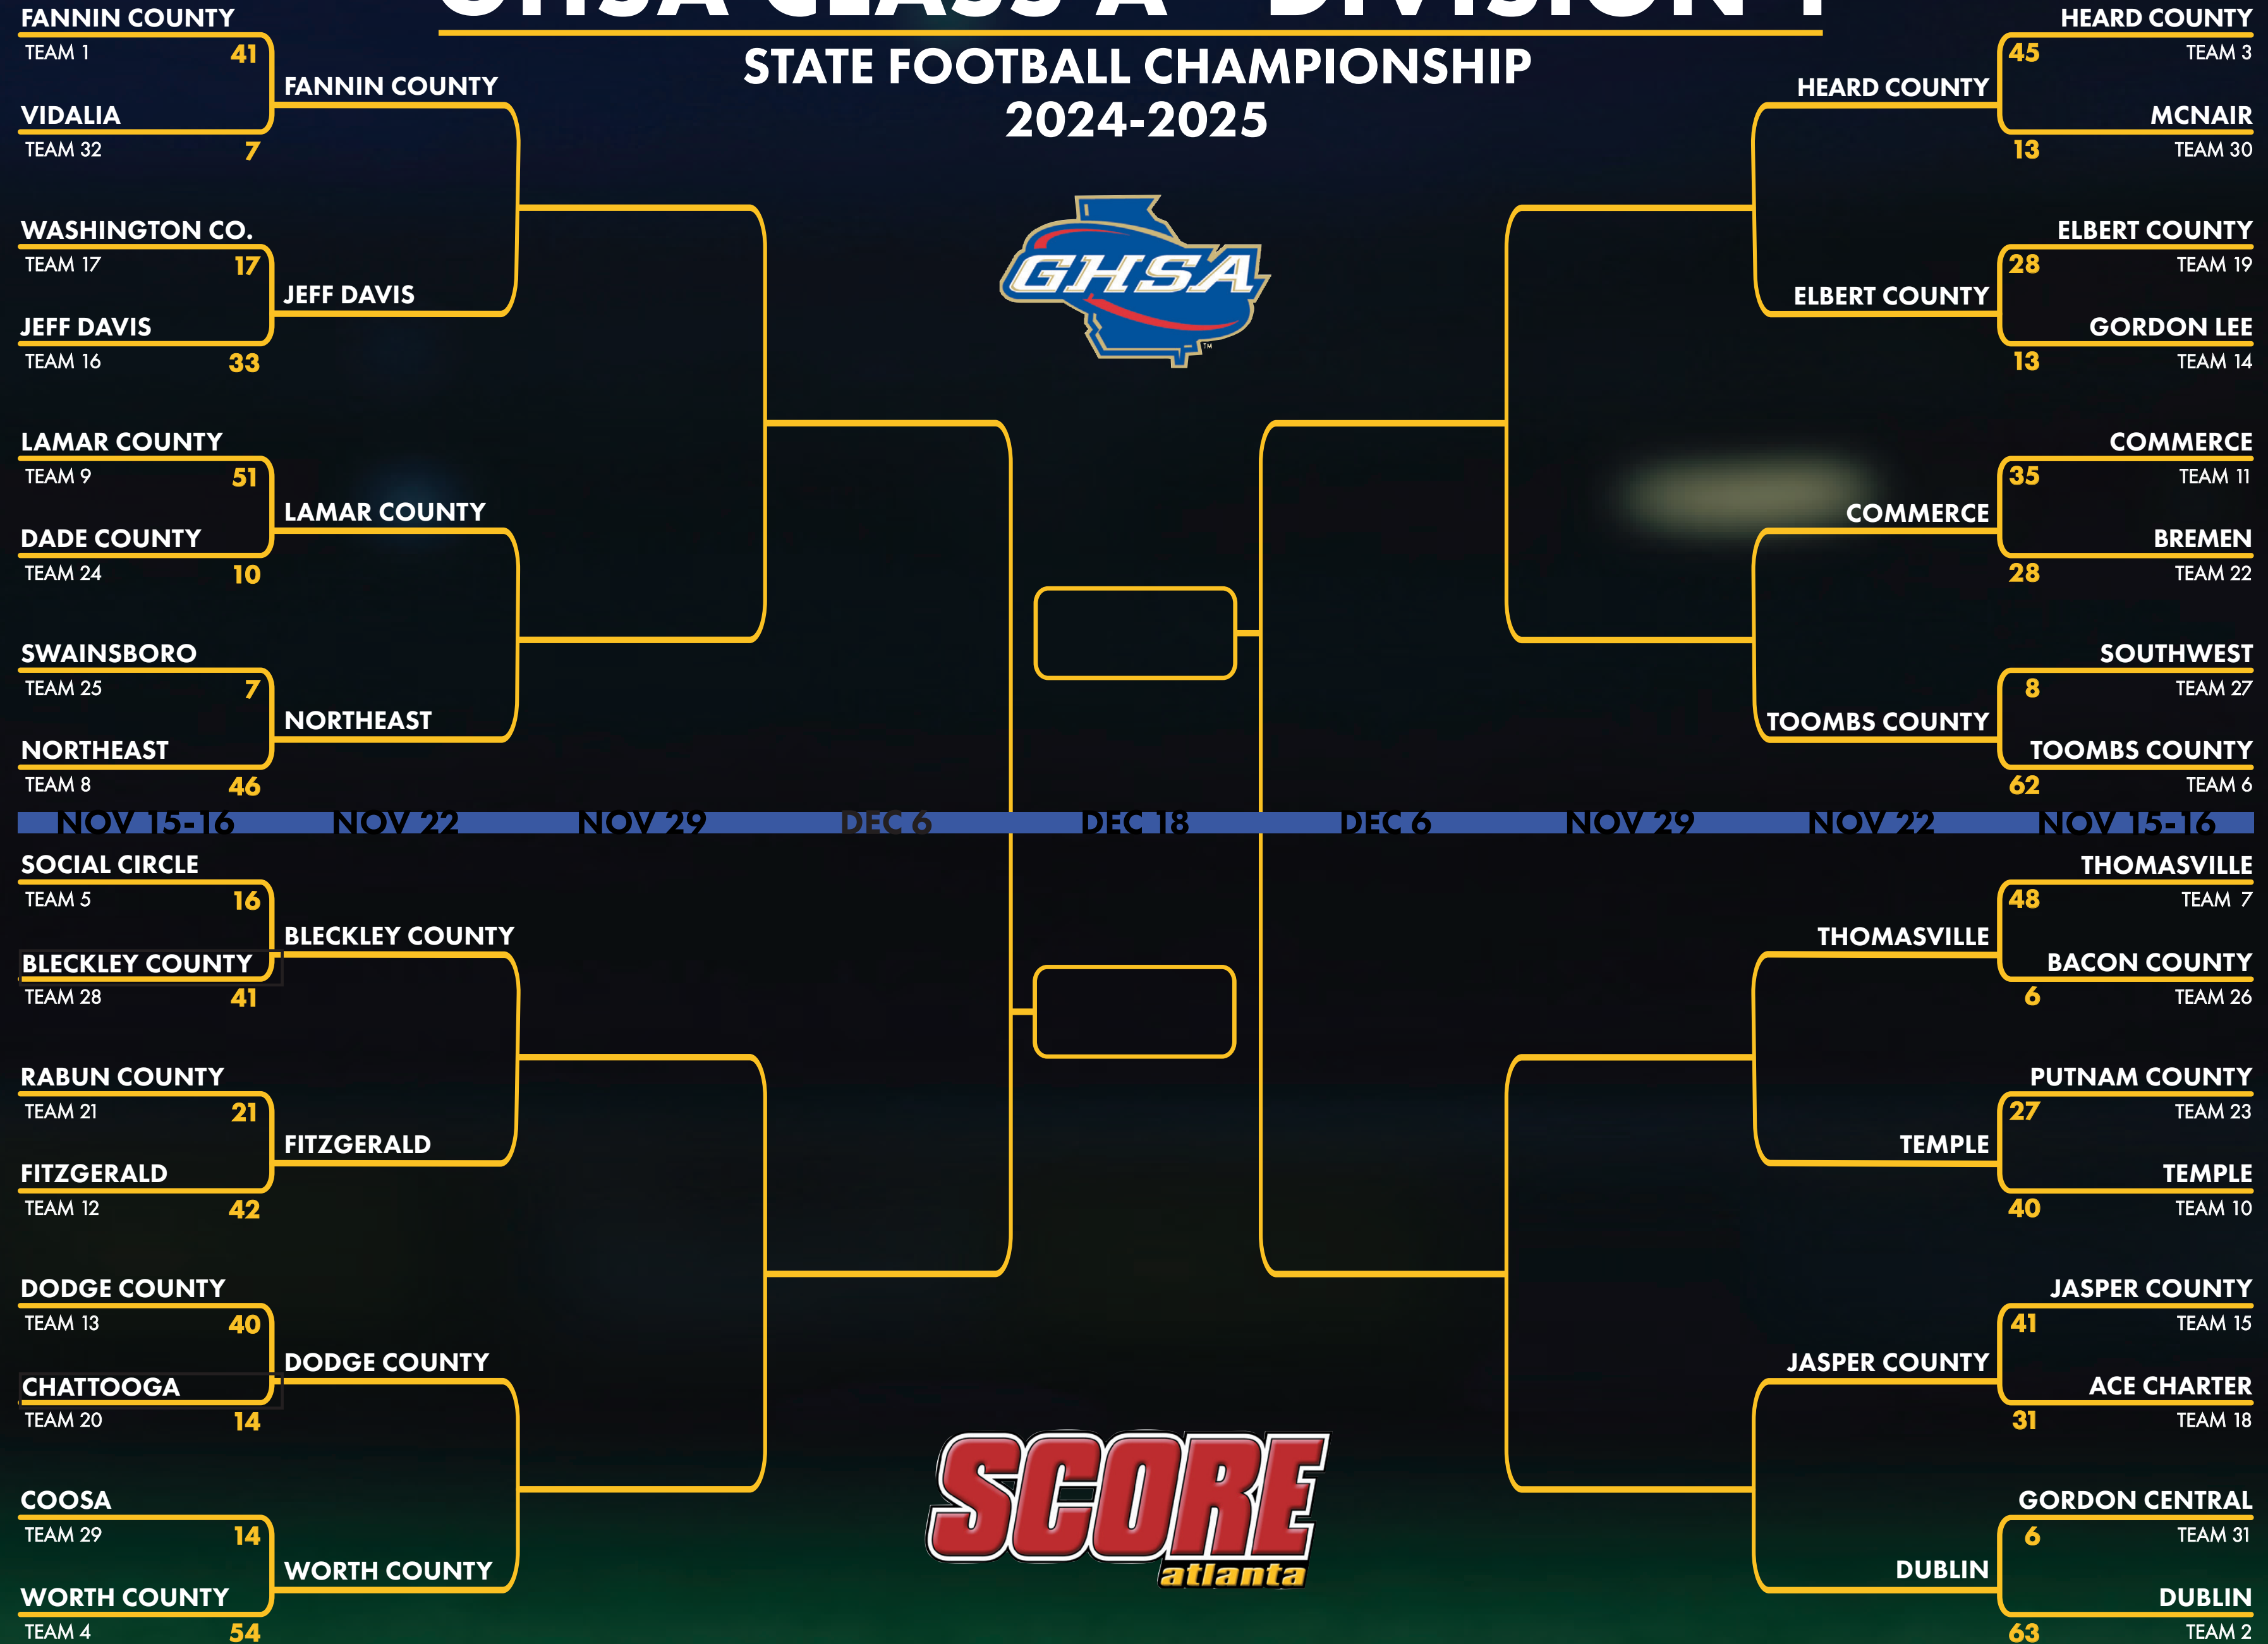 GHSA CLASS A - DIVISION 1
STATE FOOTBALL CHAMPIONSHIP
2024-2025
GHSA
TM
FANNIN COUNTY
TEAM 1 41
FANNIN COUNTY
VIDALIA
TEAM 32 7
WASHINGTON CO.
TEAM 17 17
JEFF DAVIS
JEFF DAVIS
TEAM 16 33
LAMAR COUNTY
TEAM 9 51
LAMAR COUNTY
DADE COUNTY
TEAM 24 10
SWAINSBORO
TEAM 25 7
NORTHEAST
NORTHEAST
TEAM 8 46
HEARD COUNTY
45 TEAM 3
HEARD COUNTY
MCNAIR
13 TEAM 30
ELBERT COUNTY
28 TEAM 19
ELBERT COUNTY
GORDON LEE
13 TEAM 14
COMMERCE
35 TEAM 11
COMMERCE
BREMEN
28 TEAM 22
SOUTHWEST
8 TEAM 27
TOOMBS COUNTY
TOOMBS COUNTY
62 TEAM 6
NOV 15-16 NOV 22 NOV 29 DEC 6 DEC 18 DEC 6 NOV 29 NOV 22 NOV 15-16
SOCIAL CIRCLE
TEAM 5 16
BLECKLEY COUNTY
BLECKLEY COUNTY
TEAM 28 41
RABUN COUNTY
TEAM 21 21
FITZGERALD
FITZGERALD
TEAM 12 42
DODGE COUNTY
TEAM 13 40
DODGE COUNTY
CHATTOOGA
TEAM 20 14
COOSA
TEAM 29 14
WORTH COUNTY
WORTH COUNTY
TEAM 4 54
THOMASVILLE
48 TEAM 7
THOMASVILLE
BACON COUNTY
6 TEAM 26
PUTNAM COUNTY
27 TEAM 23
TEMPLE
TEMPLE
40 TEAM 10
JASPER COUNTY
41 TEAM 15
JASPER COUNTY
ACE CHARTER
31 TEAM 18
GORDON CENTRAL
6 TEAM 31
DUBLIN
DUBLIN
63 TEAM 2
SCORE
atlanta